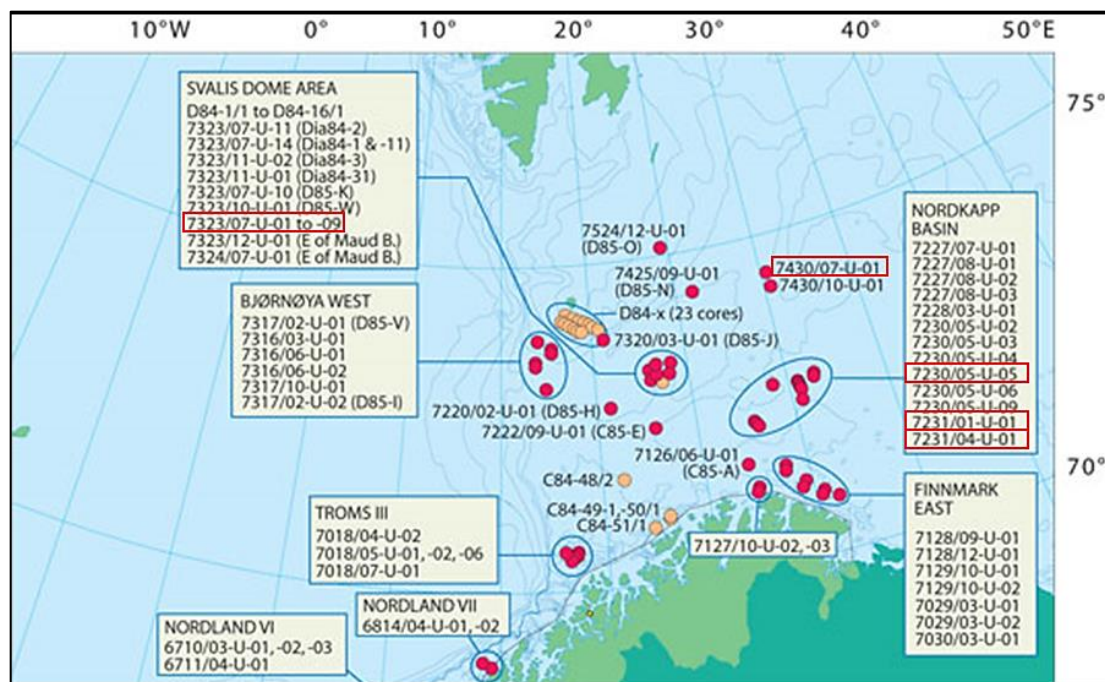 10°W 0° 10° 20° 30° 40° 50°E
75°
70°
SVALIS DOME AREA
D84-1/1 to D84-16/1
7323/07-U-11 (Dia84-2)
7323/07-U-14 (Dia84-1 & -11)
7323/11-U-02 (Dia84-3)
7323/11-U-01 (Dia84-31)
7323/07-U-10 (D85-K)
7323/10-U-01 (D85-W)
7323/07-U-01 to -09
7323/12-U-01 (E of Maud B.)
7324/07-U-01 (E of Maud B.)
BJØRNØYA WEST
7317/02-U-01 (D85-V)
7316/03-U-01
7316/06-U-01
7316/06-U-02
7317/10-U-01
7317/02-U-02 (D85-I)
7524/12-U-01
(D85-O)
7425/09-U-01
(D85-N)
7430/07-U-01
7430/10-U-01
D84-x (23 cores)
7320/03-U-01 (D85-J)
7220/02-U-01 (D85-H)
7222/09-U-01 (C85-E)
7126/06-U-01
(C85-A)
C84-48/2
C84-49-1,-50/1
C84-51/1
7127/10-U-02, -03
NORDKAPP
BASIN
7227/07-U-01
7227/08-U-01
7227/08-U-02
7227/08-U-03
7228/03-U-01
7230/05-U-02
7230/05-U-03
7230/05-U-04
7230/05-U-05
7230/05-U-06
7230/05-U-09
7231/01-U-01
7231/04-U-01
FINNMARK
EAST
7128/09-U-01
7128/12-U-01
7129/10-U-01
7129/10-U-02
7029/03-U-01
7029/03-U-02
7030/03-U-01
TROMS III
7018/04-U-02
7018/05-U-01, -02, -06
7018/07-U-01
NORDLAND VII
6814/04-U-01, -02
NORDLAND VI
6710/03-U-01, -02, -03
6711/04-U-01